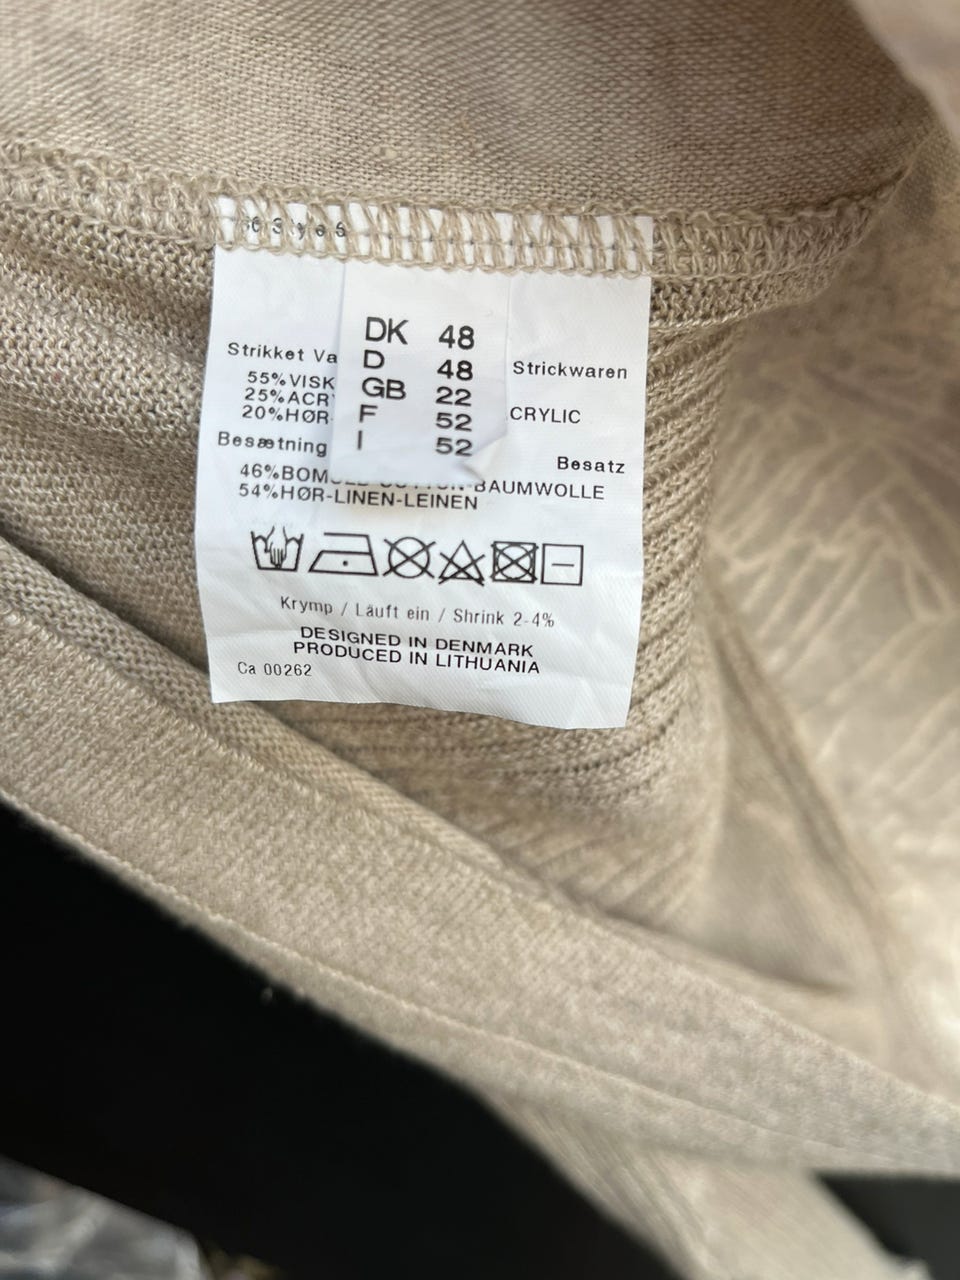 DK 48
D 48
GB 22
F 52
I 52
Strikket Va
Strickwaren
55%VISK
25%ACR
CRYLIC
20%HØR
Besætning
Besatz
46%BOM BAUMWOLLE
54%HØR-LINEN-LEINEN
Krymp / Läuft ein / Shrink 2-4%
DESIGNED IN DENMARK
PRODUCED IN LITHUANIA
Ca 00262